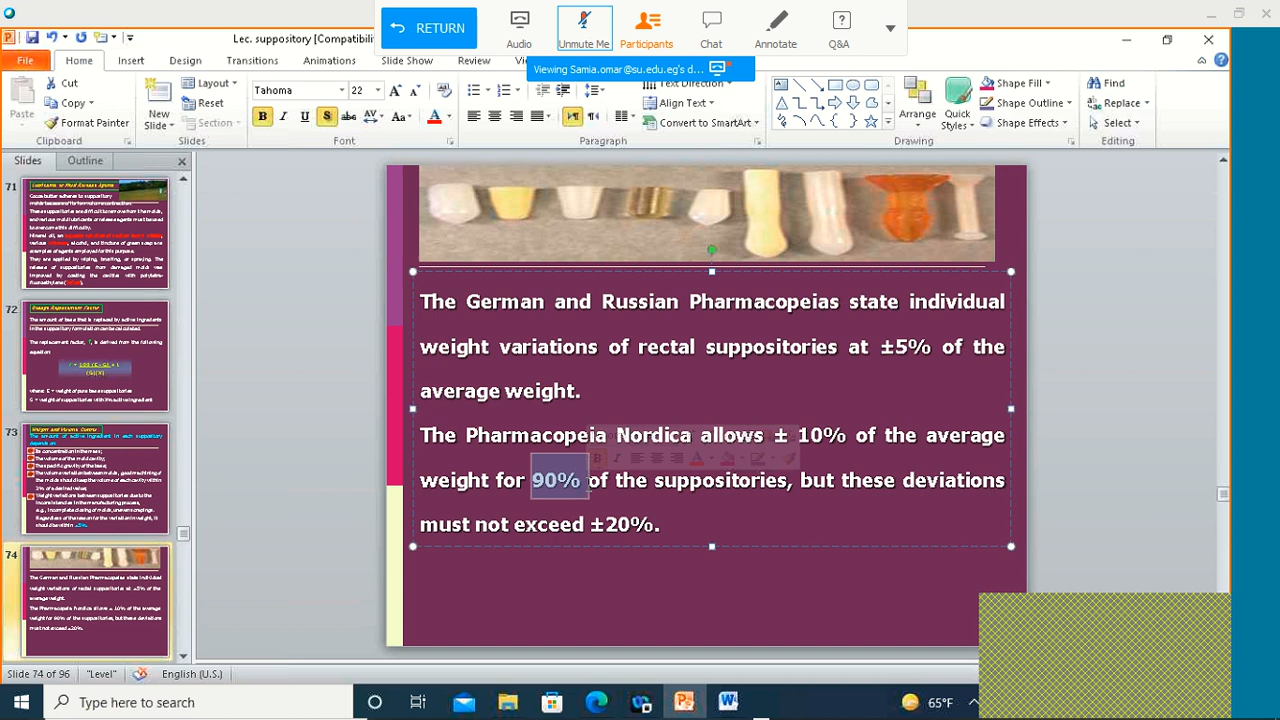 RETURN
Audio
Unmute Me
Participants
Chat
Annotate
Q&A
Lec. suppository [Compatibil
Viewing Samia.omar@su.edu.eg's d...
File
Home
Insert
Design
Transitions
Animations
Slide Show
Review
Cut
Copy
Format Painter
Paste
Clipboard
New
Slide
Layout
Reset
Section
Slides
Tahoma
22
Font
Text Direction
Align Text
Convert to SmartArt
Paragraph
Arrange
Quick
Styles
Shape Fill
Shape Outline
Shape Effects
Drawing
Find
Replace
Select
Editing
Slides
Outline
71
72
73
74
The German and Russian Pharmacopeias state individual
weight variations of rectal suppositories at ±5% of the
average weight.
The Pharmacopeia Nordica allows ± 10% of the average
weight for 90% of the suppositories, but these deviations
must not exceed ±20%.
Slide 74 of 96
"Level"
English (U.S.)
Type here to search
65°F